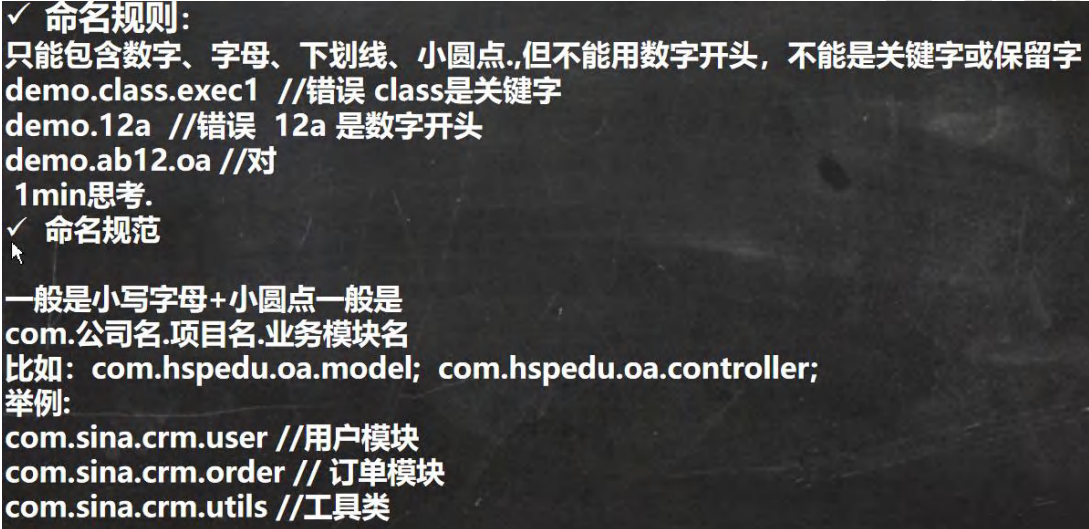 ✓ 命名规则：
只能包含数字、字母、下划线、小圆点.,但不能用数字开头，不能是关键字或保留字
demo.class.exec1 //错误 class是关键字
demo.12a //错误 12a 是数字开头
demo.ab12.oa //对
1min思考.
✓ 命名规范
一般是小写字母+小圆点一般是
com.公司名.项目名.业务模块名
比如：com.hspedu.oa.model; com.hspedu.oa.controller;
举例:
com.sina.crm.user //用户模块
com.sina.crm.order // 订单模块
com.sina.crm.utils //工具类